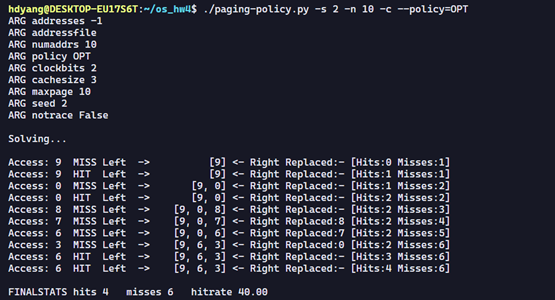 hdyang@DESKTOP-EU17S6T:~/os_hw4$ ./paging-policy.py -s 2 -n 10 -c --policy=OPT
ARG addresses -1
ARG addressfile
ARG numaddrs 10
ARG policy OPT
ARG clockbits 2
ARG cachesize 3
ARG maxpage 10
ARG seed 2
ARG notrace False

Solving...

Access: 9  MISS Left  ->          [9] <- Right Replaced:- [Hits:0 Misses:1]
Access: 9  HIT  Left  ->          [9] <- Right Replaced:- [Hits:1 Misses:1]
Access: 0  MISS Left  ->       [9, 0] <- Right Replaced:- [Hits:1 Misses:2]
Access: 0  HIT  Left  ->       [9, 0] <- Right Replaced:- [Hits:2 Misses:2]
Access: 8  MISS Left  ->    [9, 0, 8] <- Right Replaced:- [Hits:2 Misses:3]
Access: 7  MISS Left  ->    [9, 0, 7] <- Right Replaced:8 [Hits:2 Misses:4]
Access: 6  MISS Left  ->    [9, 0, 6] <- Right Replaced:7 [Hits:2 Misses:5]
Access: 3  MISS Left  ->    [9, 6, 3] <- Right Replaced:0 [Hits:2 Misses:6]
Access: 6  HIT  Left  ->    [9, 6, 3] <- Right Replaced:- [Hits:3 Misses:6]
Access: 6  HIT  Left  ->    [9, 6, 3] <- Right Replaced:- [Hits:4 Misses:6]

FINALSTATS hits 4   misses 6   hitrate 40.00